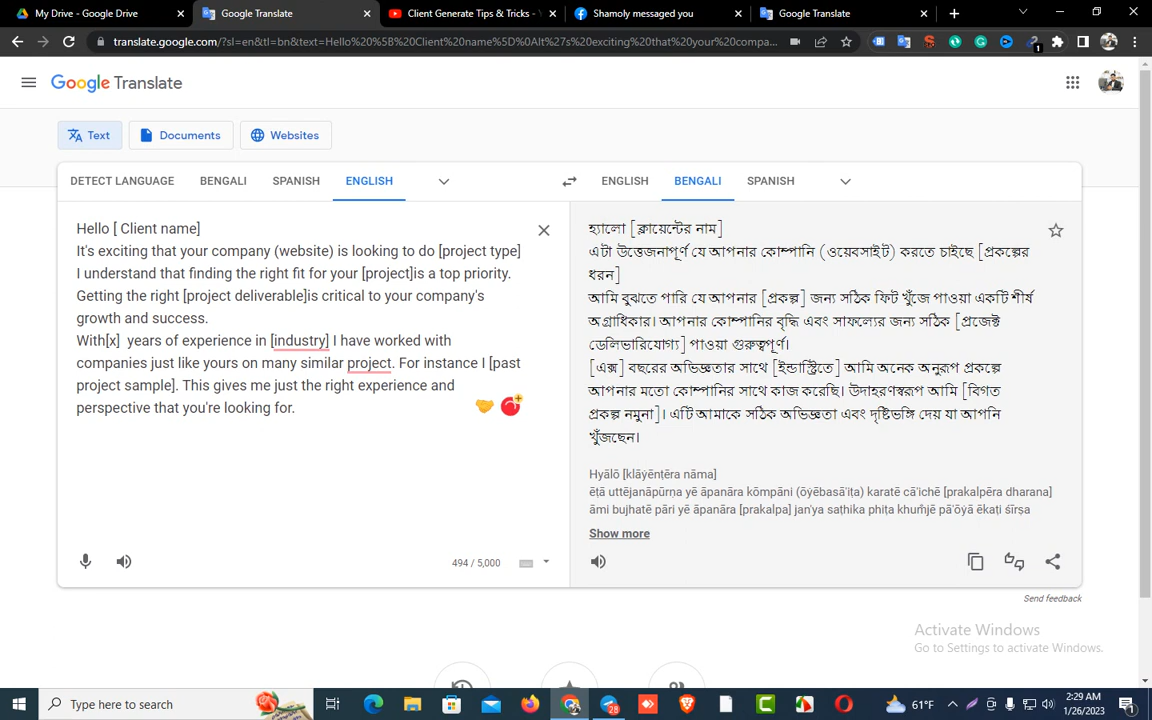 My Drive - Google Drive
Google Translate
Client Generate Tips & Tricks - Y
Shamoly messaged you
Google Translate
translate.google.com/?sl=en&tl=bn&text=Hello%20%5B%20Client%20name%5D%0AIt%27s%20exciting%20that%20your%20compa...
1
Google Translate
Text
Documents
Websites
DETECT LANGUAGE
BENGALI
SPANISH
ENGLISH
ENGLISH
BENGALI
SPANISH
Hello [ Client name]
It's exciting that your company (website) is looking to do [project type]
I understand that finding the right fit for your [project]is a top priority.
Getting the right [project deliverable]is critical to your company's
growth and success.
With[x]  years of experience in [industry] I have worked with
companies just like yours on many similar project. For instance I [past
project sample]. This gives me just the right experience and
perspective that you're looking for.
494 / 5,000
হ্যালো [ক্লায়েন্টের নাম]
এটা উত্তেজনাপূর্ণ যে আপনার কোম্পানি (ওয়েবসাইট) করতে চাইছে [প্রকল্পের
ধরন]
আমি বুঝতে পারি যে আপনার [প্রকল্প] জন্য সঠিক ফিট খুঁজে পাওয়া একটি শীর্ষ
অগ্রাধিকার। আপনার কোম্পানির বৃদ্ধি এবং সাফল্যের জন্য সঠিক [প্রজেক্ট
ডেলিভারিযোগ্য] পাওয়া গুরুত্বপূর্ণ।
[এক্স] বছরের অভিজ্ঞতার সাথে [ইন্ডাস্ট্রিতে] আমি অনেক অনুরূপ প্রকল্পে
আপনার মতো কোম্পানির সাথে কাজ করেছি। উদাহরণস্বরূপ আমি [বিগত
প্রকল্প নমুনা]। এটি আমাকে সঠিক অভিজ্ঞতা এবং দৃষ্টিভঙ্গি দেয় যা আপনি
খুঁজছেন।
Hyālō [klāẏēnṭēra nāma]
ēṭā uttējanāpūrṇa yē āpanāra kōmpāni (ōẏēbasā'iṭa) karatē cā'ichē [prakalpēra dharana]
āmi bujhatē pāri yē āpanāra [prakalpa] jan'ya saṭhika phiṭa khum̐jē pā'ōẏā ēkaṭi śīrṣa
Show more
Send feedback
Activate Windows
Go to Settings to activate Windows.
Type here to search
28
61°F
2:29 AM
1/26/2023
1